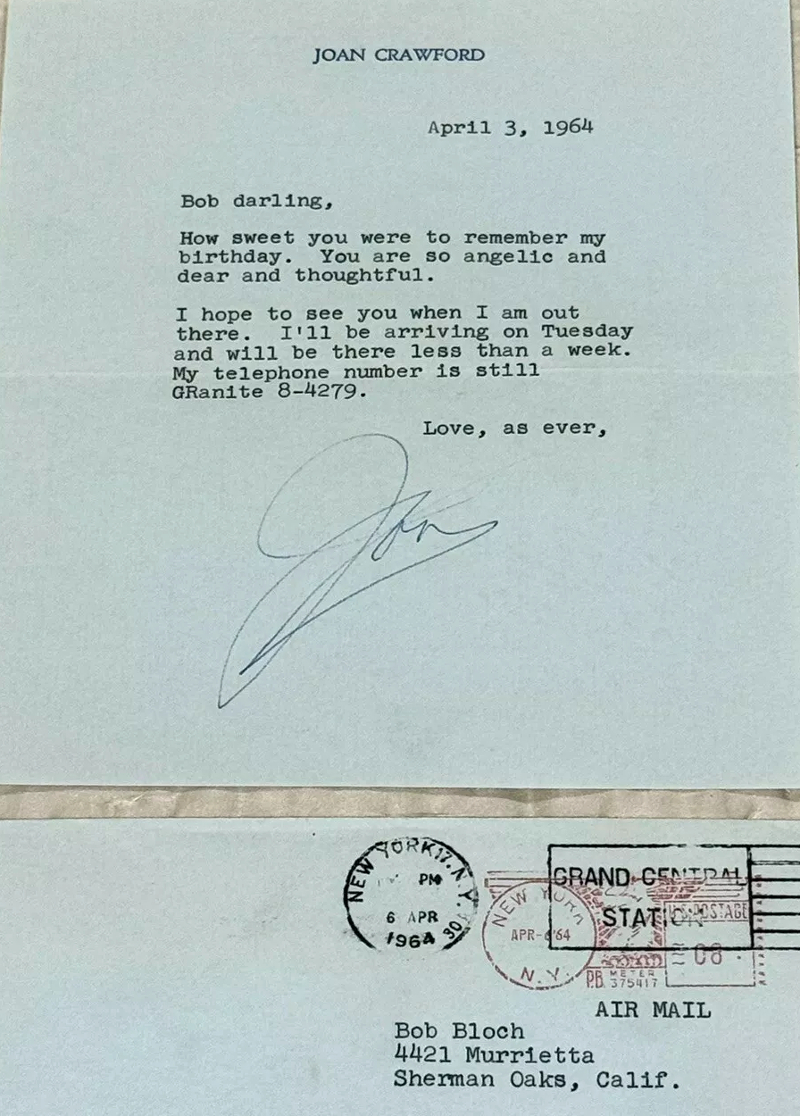 JOAN CRAWFORD
April 3, 1964
Bob darling,
How sweet you were to remember my
birthday. You are so angelic and
dear and thoughtful.
I hope to see you when I am out
there. I'll be arriving on Tuesday
and will be there less than a week.
My telephone number is still
GRanite 8-4279.
Love, as ever,
Joan
NEW YORK 17, N.Y.
PM
6 APR
1964
GRAND CENTRAL
STATION
NEW YORK
APR-6'64
N.Y.
U.S. POSTAGE
08
P.B. METER
375417
AIR MAIL
Bob Bloch
4421 Murrietta
Sherman Oaks, Calif.